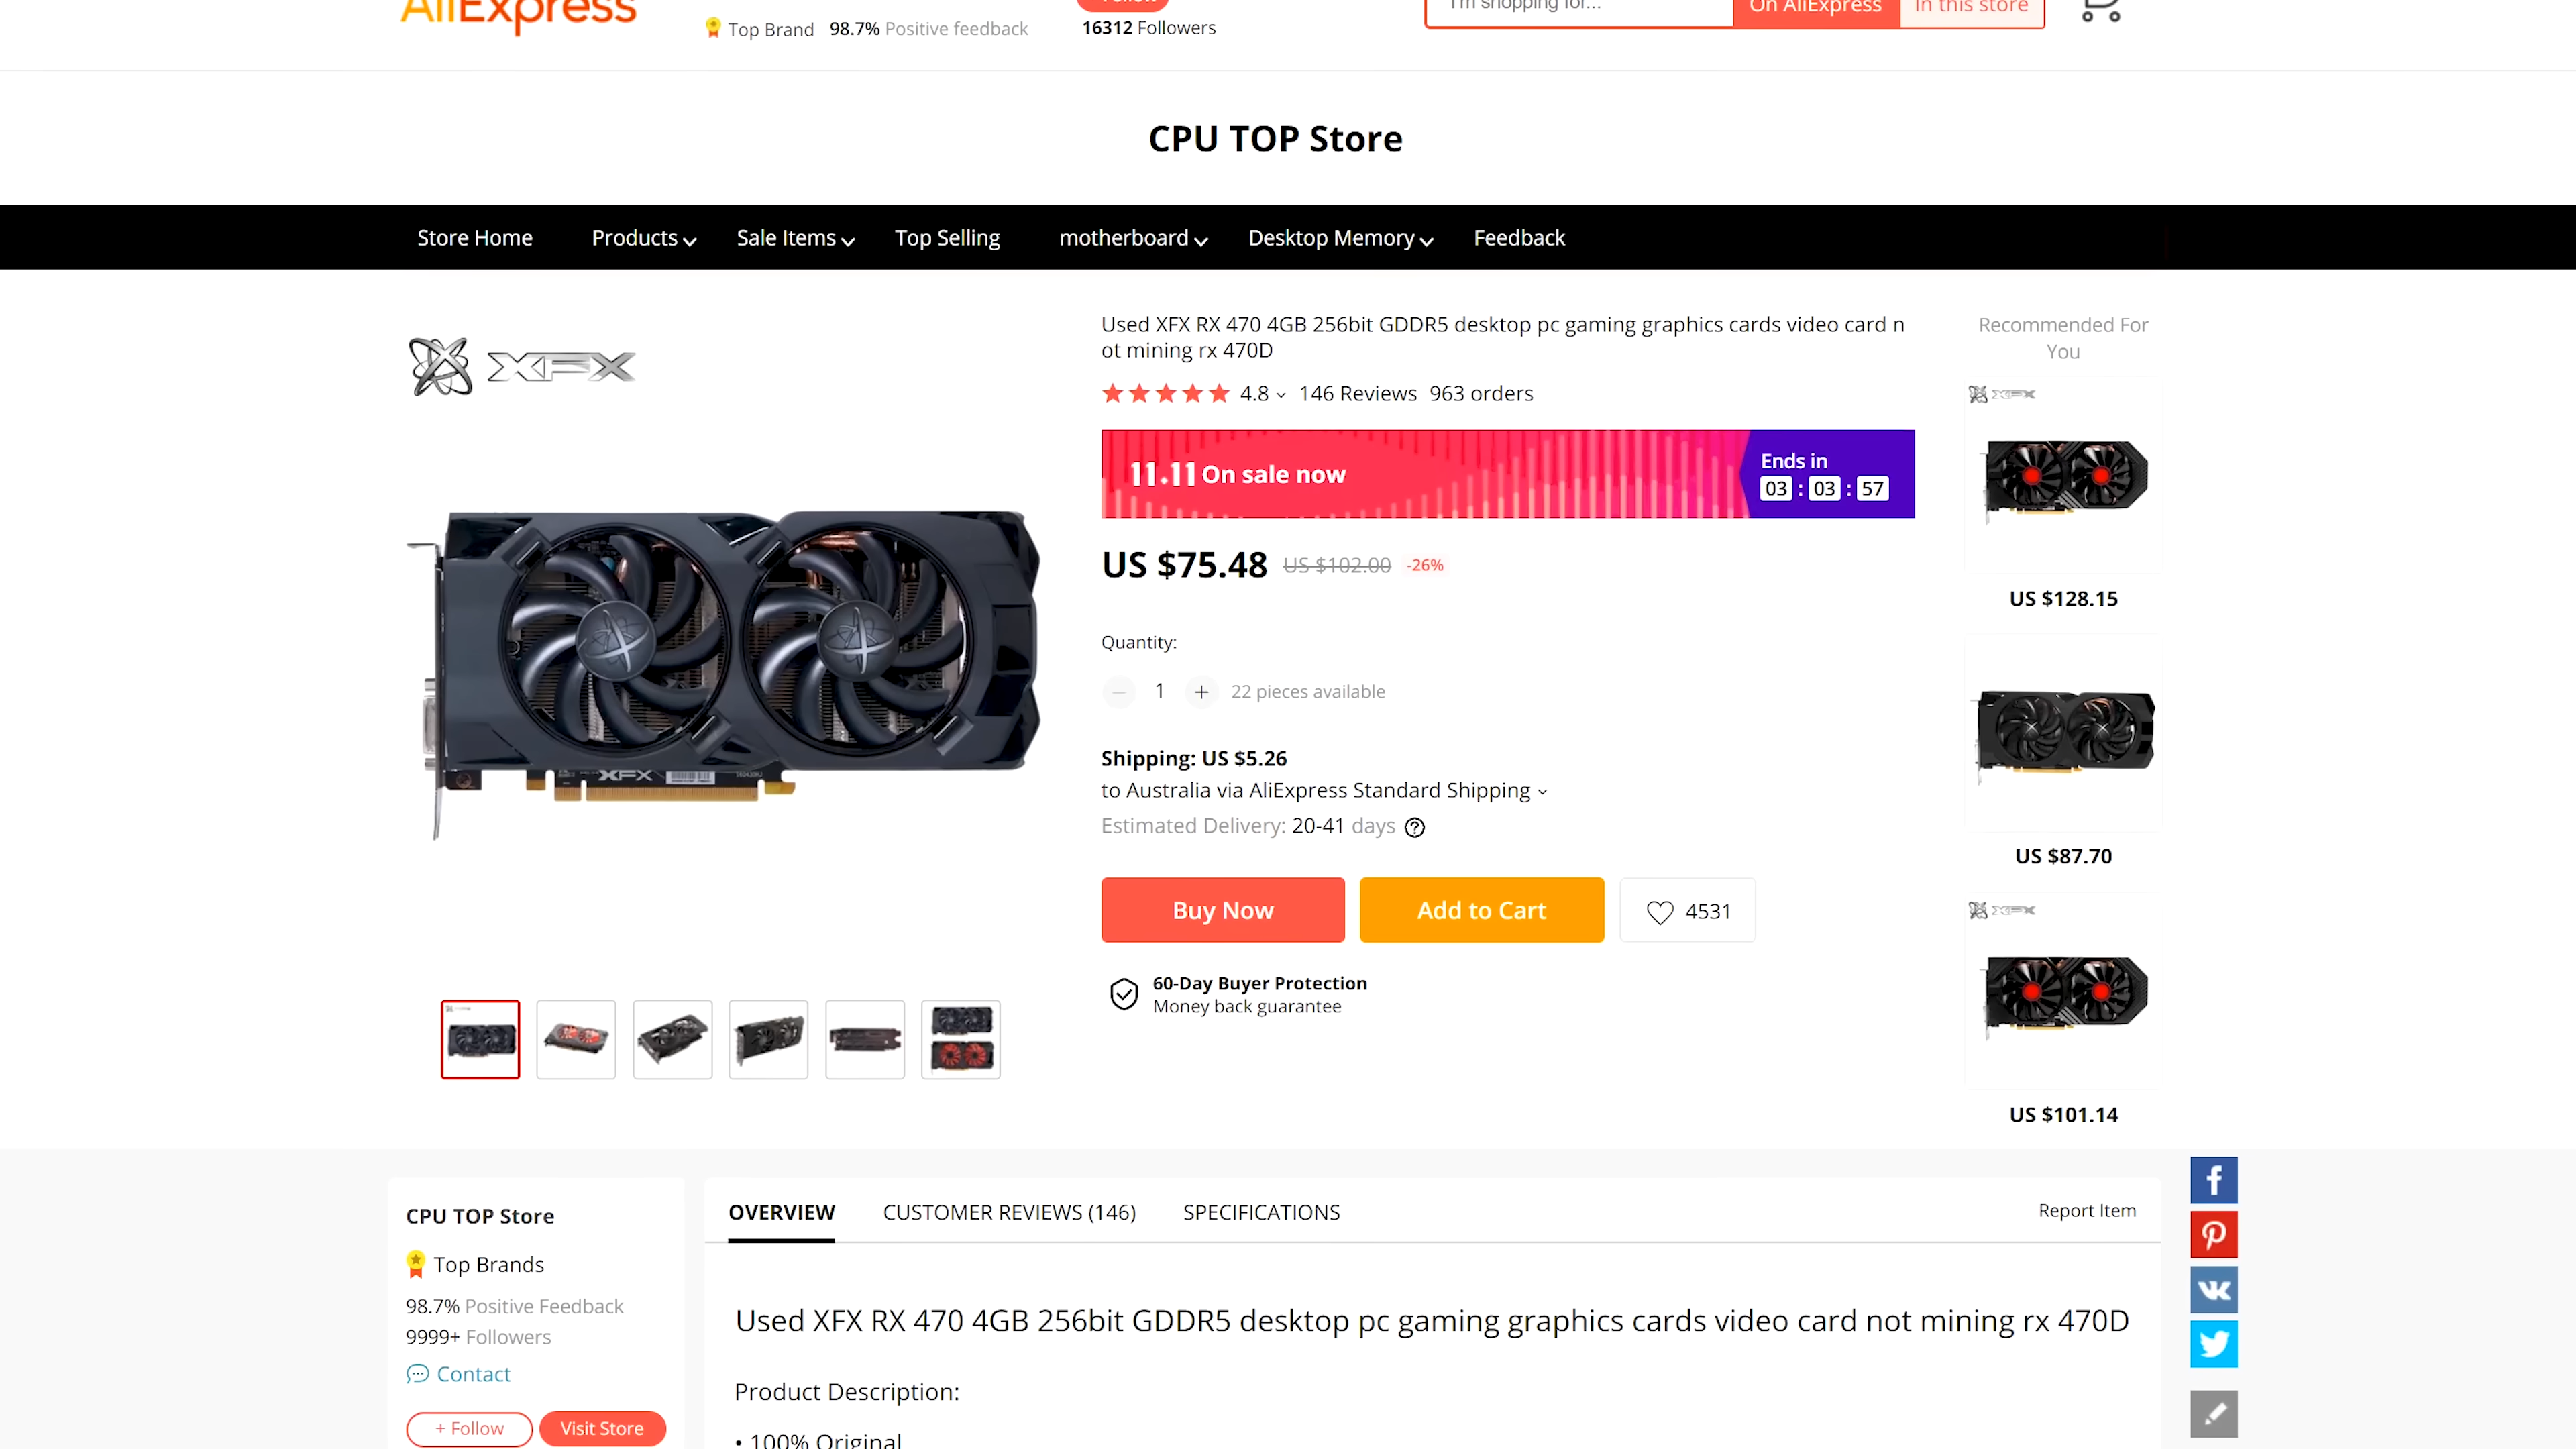 AliExpress
Top Brand 98.7% Positive feedback
16312 Followers
I'm shopping for...
On AliExpress
In this store
CPU TOP Store
Store Home Products Sale Items Top Selling motherboard Desktop Memory Feedback
XFX
Used XFX RX 470 4GB 256bit GDDR5 desktop pc gaming graphics cards video card n
ot mining rx 470D
4.8 146 Reviews 963 orders
11.11 On sale now
Ends in
03 : 03 : 57
US $75.48 US $102.00 -26%
Quantity:
1 22 pieces available
Shipping: US $5.26
to Australia via AliExpress Standard Shipping
Estimated Delivery: 20-41 days
Buy Now
Add to Cart
4531
60-Day Buyer Protection
Money back guarantee
XFX
Recommended For
You
XFX
US $128.15
US $87.70
XFX
US $101.14
CPU TOP Store
Top Brands
98.7% Positive Feedback
9999+ Followers
Contact
+ Follow
Visit Store
OVERVIEW CUSTOMER REVIEWS (146) SPECIFICATIONS
Report Item
Used XFX RX 470 4GB 256bit GDDR5 desktop pc gaming graphics cards video card not mining rx 470D
Product Description:
• 100% Original